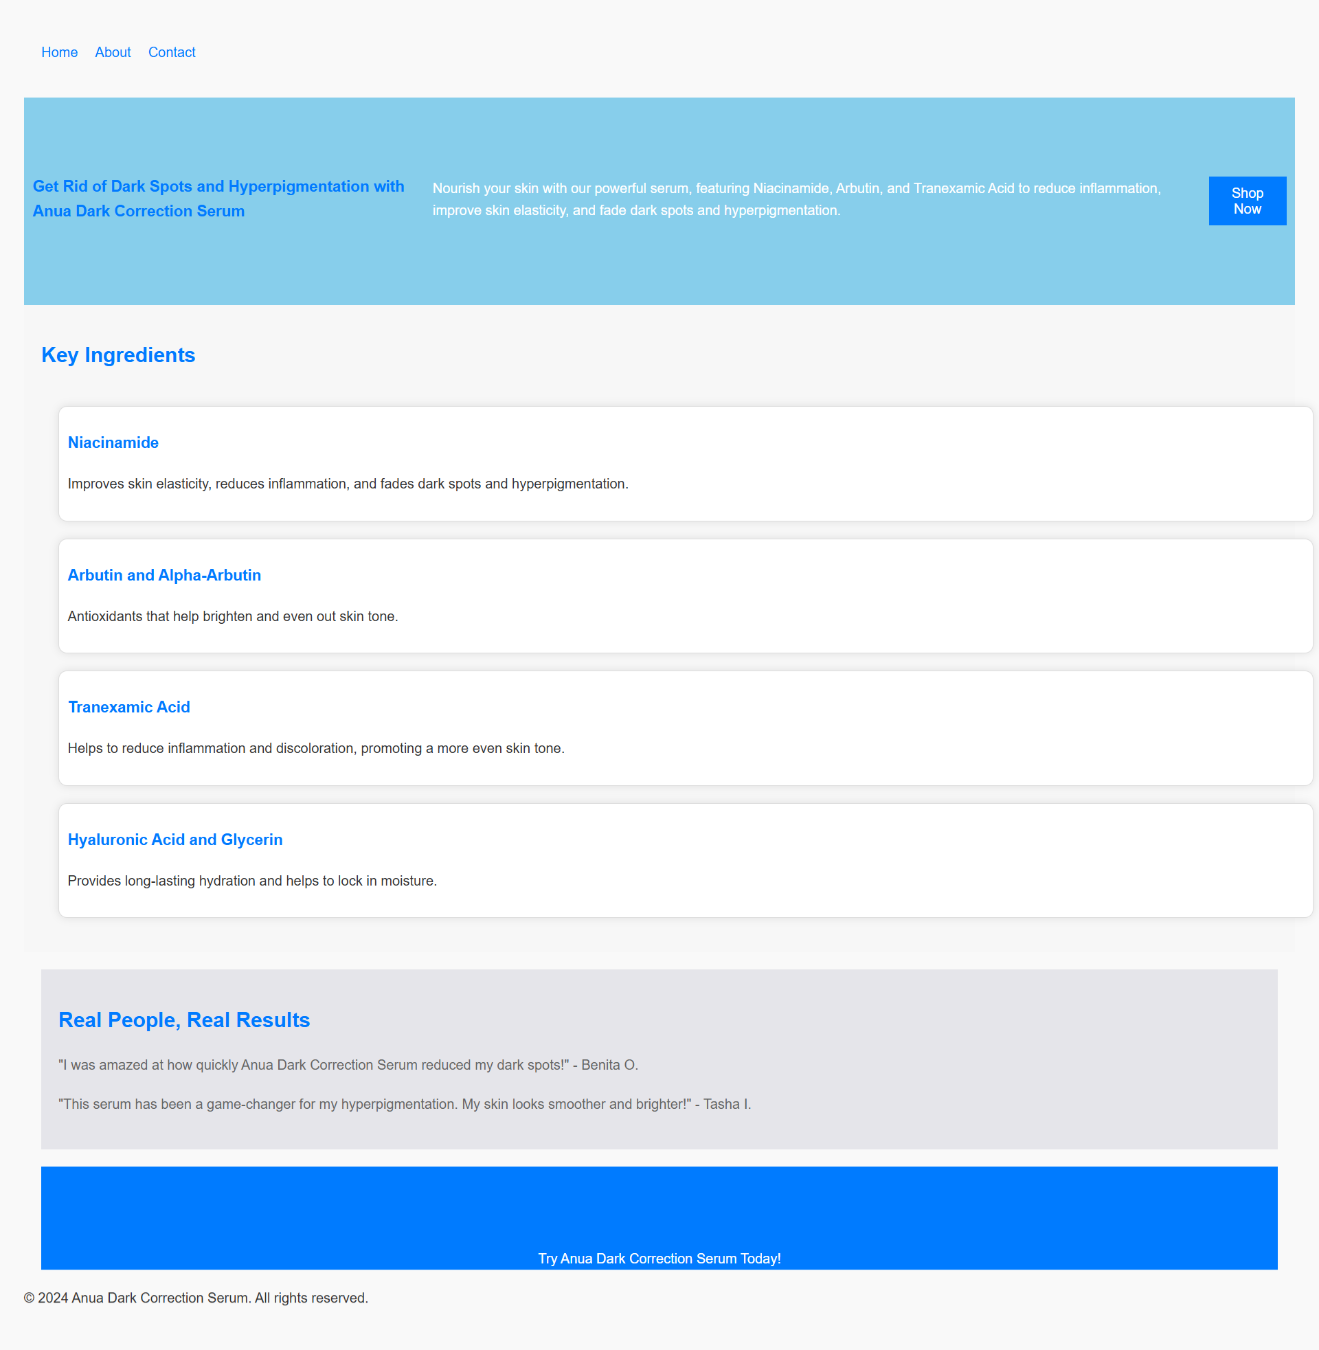 Home About Contact
Get Rid of Dark Spots and Hyperpigmentation with
Anua Dark Correction Serum
Nourish your skin with our powerful serum, featuring Niacinamide, Arbutin, and Tranexamic Acid to reduce inflammation,
improve skin elasticity, and fade dark spots and hyperpigmentation.
Shop
Now
Key Ingredients
Niacinamide
Improves skin elasticity, reduces inflammation, and fades dark spots and hyperpigmentation.
Arbutin and Alpha-Arbutin
Antioxidants that help brighten and even out skin tone.
Tranexamic Acid
Helps to reduce inflammation and discoloration, promoting a more even skin tone.
Hyaluronic Acid and Glycerin
Provides long-lasting hydration and helps to lock in moisture.
Real People, Real Results
"I was amazed at how quickly Anua Dark Correction Serum reduced my dark spots!" - Benita O.
"This serum has been a game-changer for my hyperpigmentation. My skin looks smoother and brighter!" - Tasha I.
Try Anua Dark Correction Serum Today!
© 2024 Anua Dark Correction Serum. All rights reserved.